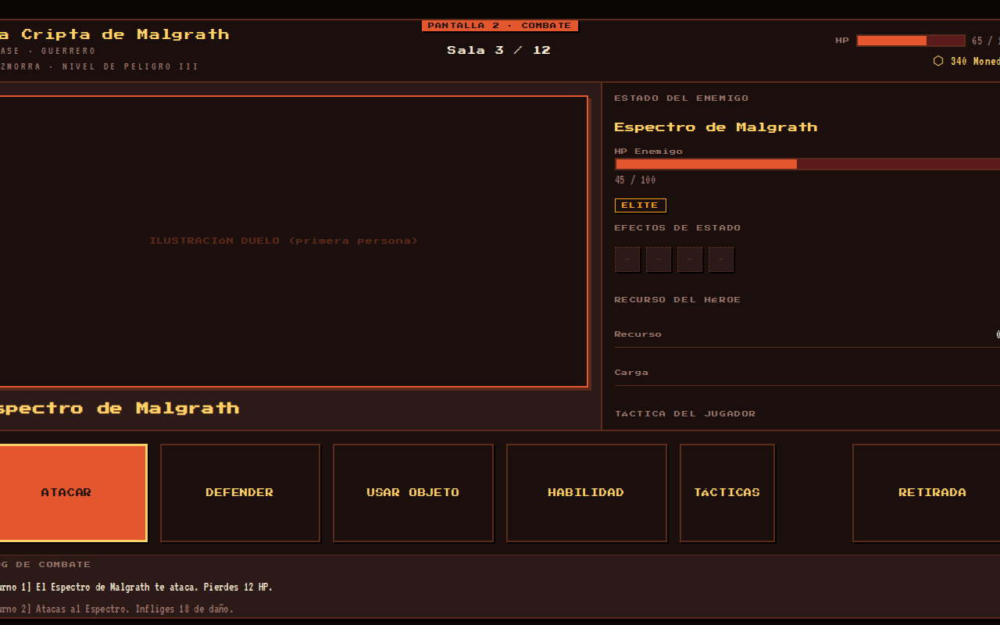 a Cripta de Malgrath
ASE · GUERRERO
ZMORRA · NIVEL DE PELIGRO III
PANTALLA 2 · COMBATE
Sala 3 / 12
HP 65 /
340 Moned
ILUSTRACIóN DUELO (primera persona)
spectro de Malgrath
ESTADO DEL ENEMIGO
Espectro de Malgrath
HP Enemigo
45 / 100
ELITE
EFECTOS DE ESTADO
- - - -
RECURSO DEL HéROE
Recurso
Carga
TáCTICA DEL JUGADOR
ATACAR
DEFENDER
USAR OBJETO
HABILIDAD
TáCTICAS
RETIRADA
G DE COMBATE
urno 1] El Espectro de Malgrath te ataca. Pierdes 12 HP.
urno 2] Atacas al Espectro. Infliges 18 de daño.